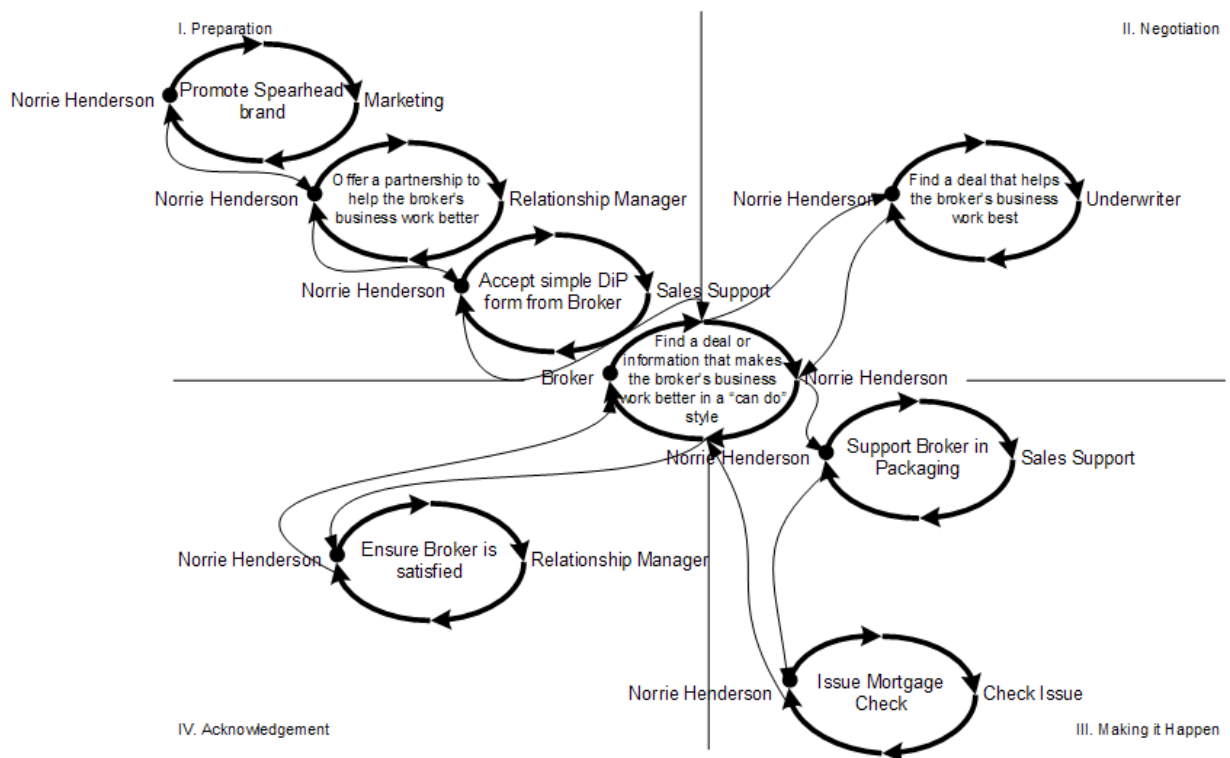 I. Preparation
II. Negotiation
Norrie Henderson
Promote Spearhead
brand
Marketing
Norrie Henderson
Offer a partnership to
help the broker's
business work better
Relationship Manager
Norrie Henderson
Find a deal that helps
the broker's business
work best
Underwriter
Norrie Henderson
Accept simple DiP
form from Broker
Sales Support
Broker
Find a deal or
information that makes
the broker's business
work better in a “can do”
style
Norrie Henderson
Norrie Henderson
Support Broker in
Packaging
Sales Support
Norrie Henderson
Ensure Broker is
satisfied
Relationship Manager
Norrie Henderson
Issue Mortgage
Check
Check Issue
IV. Acknowledgement
III. Making it Happen